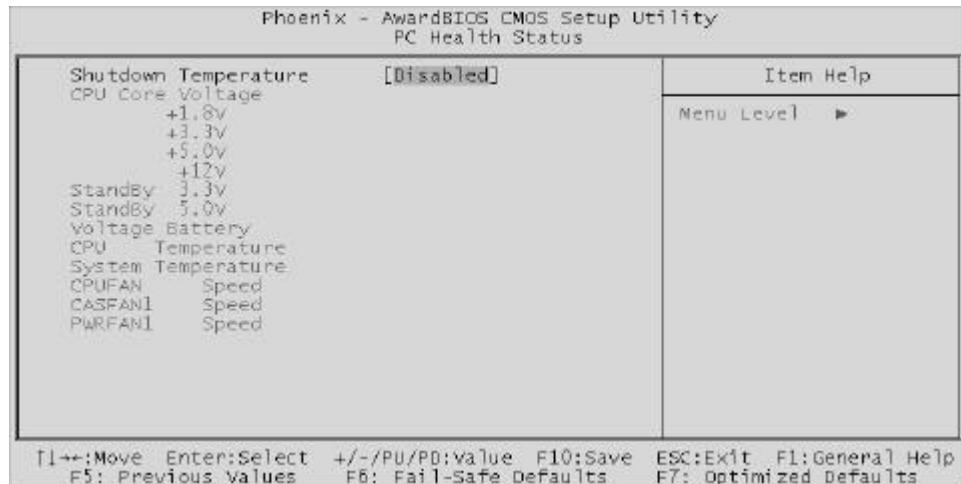 Phoenix - AwardBIOS CMOS Setup Utility
PC Health Status
Shutdown Temperature [Disabled]
CPU Core Voltage
+1.8v
+3.3v
+5.0v
+12v
StandBy 3.3v
StandBy 5.0v
Voltage Battery
CPU Temperature
System Temperature
CPUFAN Speed
CASFAN1 Speed
PWRFAN1 Speed
Item Help
Menu Level ►
↑↓→←:Move Enter:Select +/-/PU/PD:Value F10:Save ESC:Exit F1:General Help
F5: Previous Values F6: Fail-Safe Defaults F7: Optimized Defaults